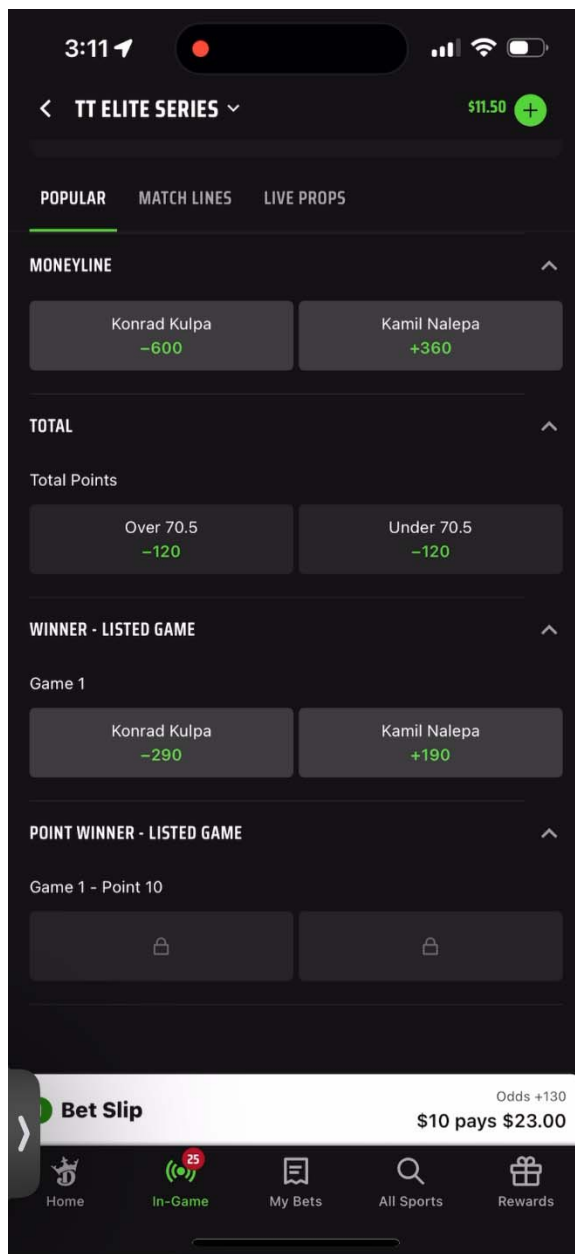 3:11
TT ELITE SERIES
$11.50
POPULAR MATCH LINES LIVE PROPS
MONEYLINE
Konrad Kulpa Kamil Nalepa
−600 +360
TOTAL
Total Points
Over 70.5 Under 70.5
−120 −120
WINNER - LISTED GAME
Game 1
Konrad Kulpa Kamil Nalepa
−290 +190
POINT WINNER - LISTED GAME
Game 1 - Point 10
Odds +130
Bet Slip $10 pays $23.00
25
Home In-Game My Bets All Sports Rewards